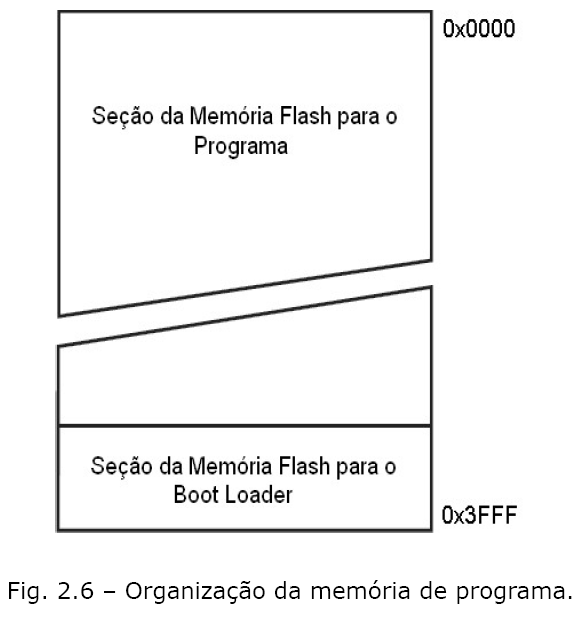 0x0000
Seção da Memória Flash para o
Programa
Seção da Memória Flash para o
Boot Loader
0x3FFF
Fig. 2.6 – Organização da memória de programa.